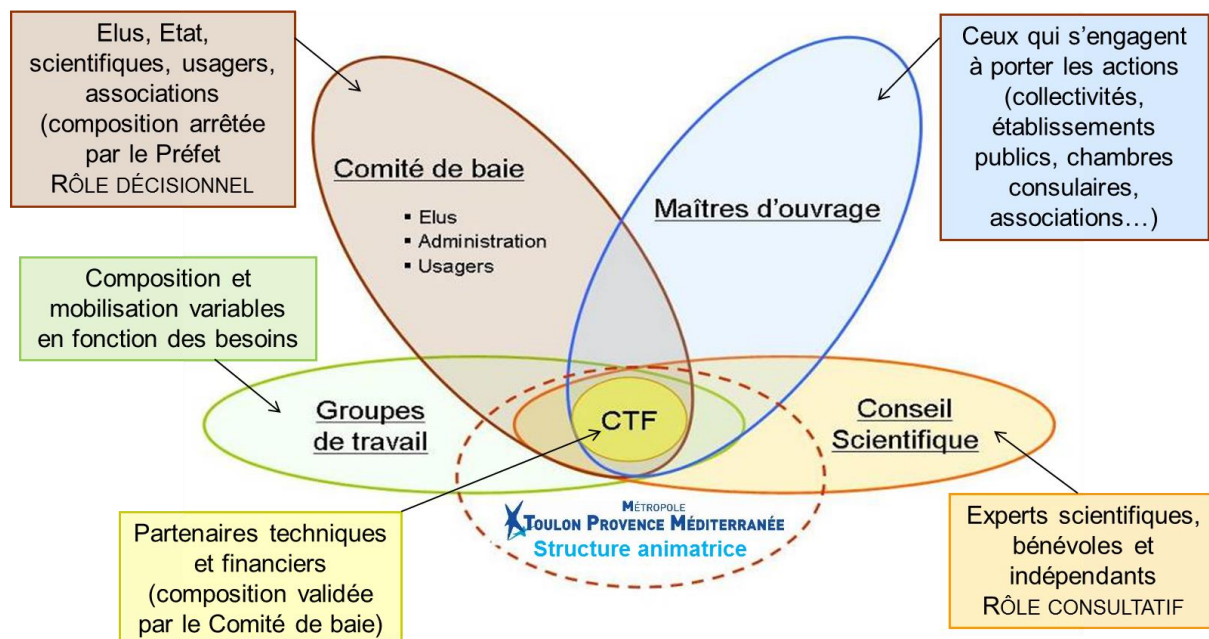 Elus, Etat,
scientifiques, usagers,
associations
(composition arrêtée
par le Préfet
RÔLE DÉCISIONNEL
Ceux qui s’engagent
à porter les actions
(collectivités,
établissements
publics, chambres
consulaires,
associations…)
Comité de baie
▪ Elus
▪ Administration
▪ Usagers
Maîtres d'ouvrage
Composition et
mobilisation variables
en fonction des besoins
Groupes
de travail
CTF
Conseil
Scientifique
MÉTROPOLE
TOULON PROVENCE MÉDITERRANÉE
Structure animatrice
Partenaires techniques
et financiers
(composition validée
par le Comité de baie)
Experts scientifiques,
bénévoles et
indépendants
RÔLE CONSULTATIF